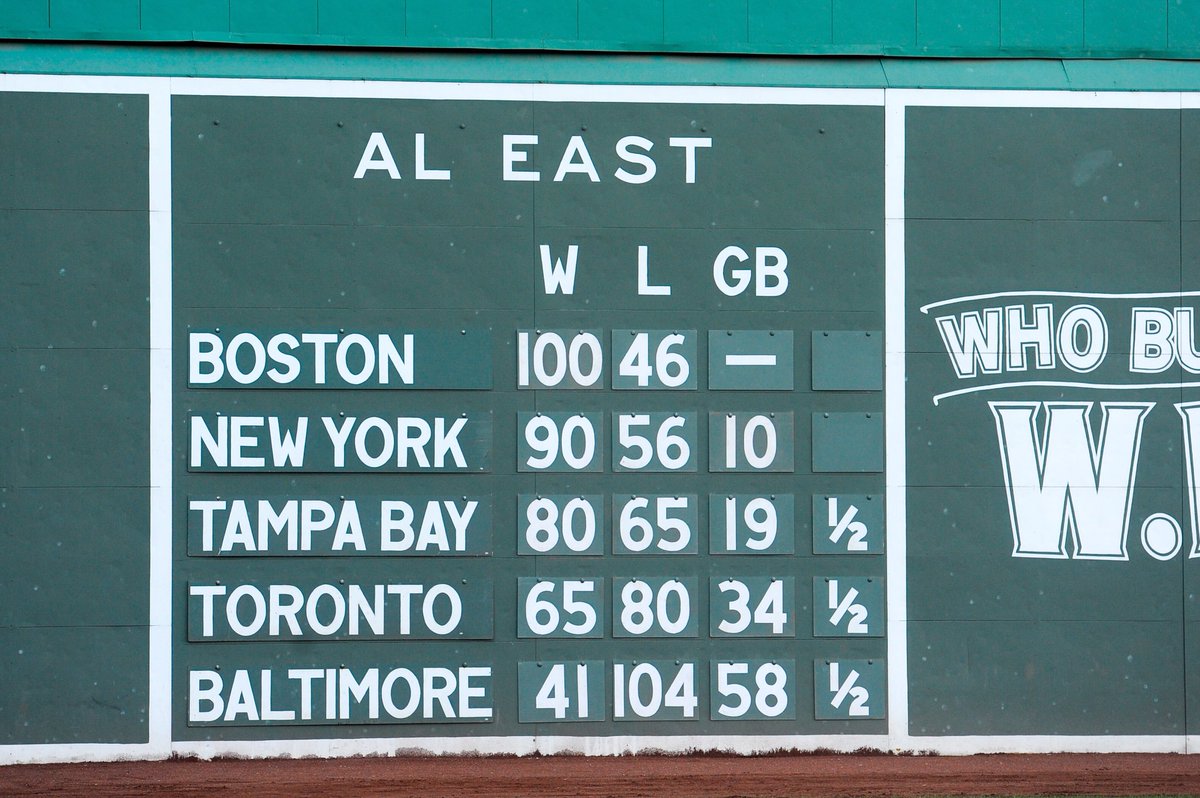 AL EAST
W L GB
BOSTON 100 46 —
NEW YORK 90 56 10
TAMPA BAY 80 65 19 ½
TORONTO 65 80 34 ½
BALTIMORE 41 104 58 ½
WHO
W.